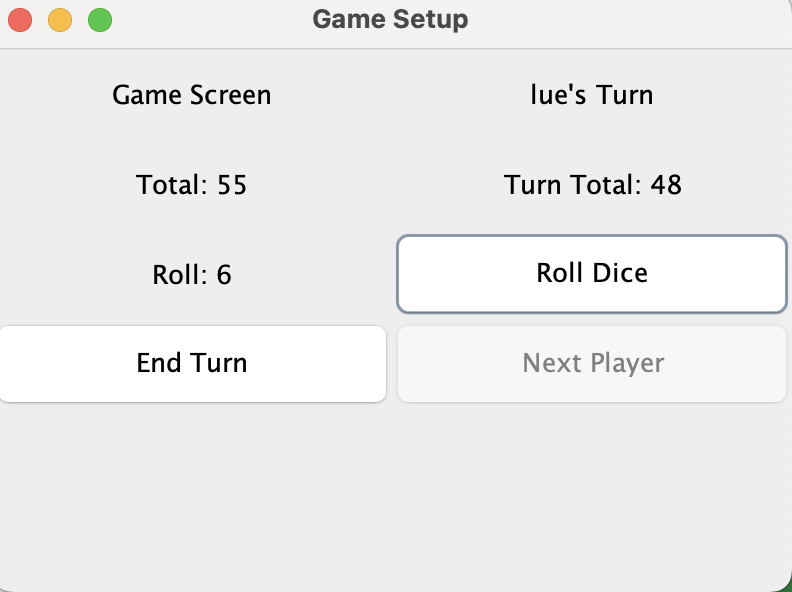 Game Setup
Game Screen
lue's Turn
Total: 55
Turn Total: 48
Roll: 6
Roll Dice
End Turn
Next Player